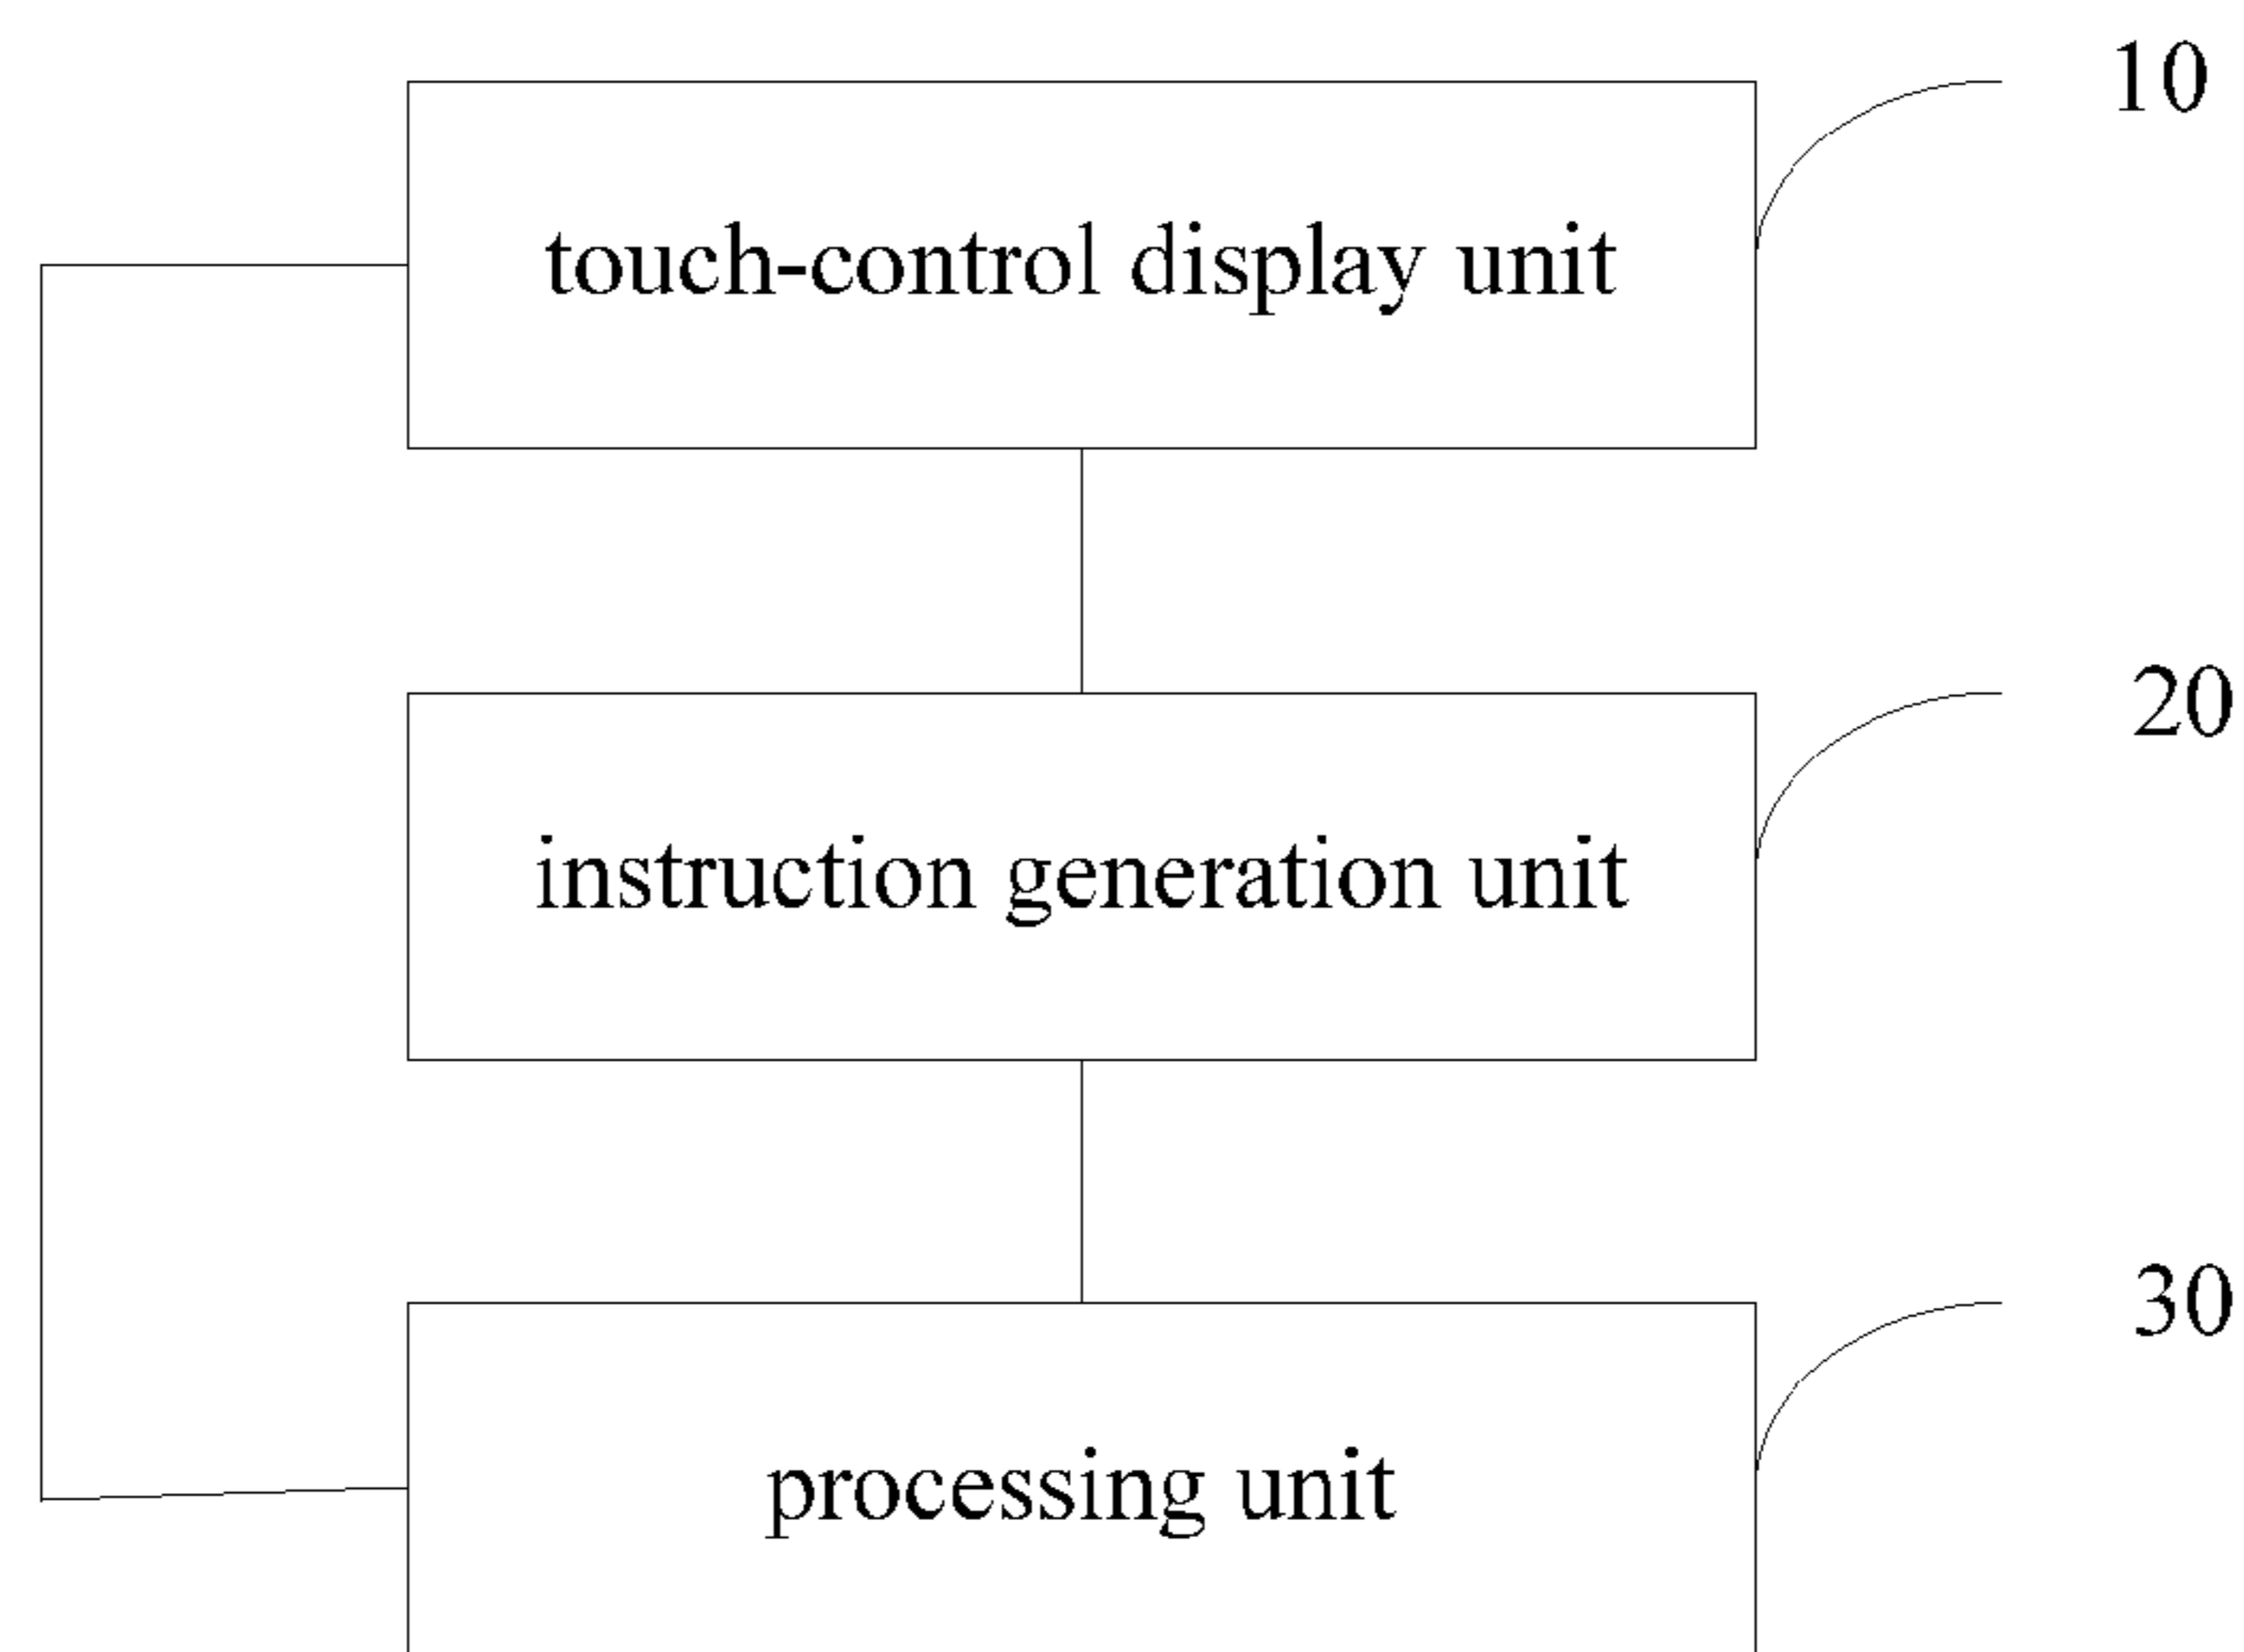 10
touch-control display unit
20
instruction generation unit
30
processing unit